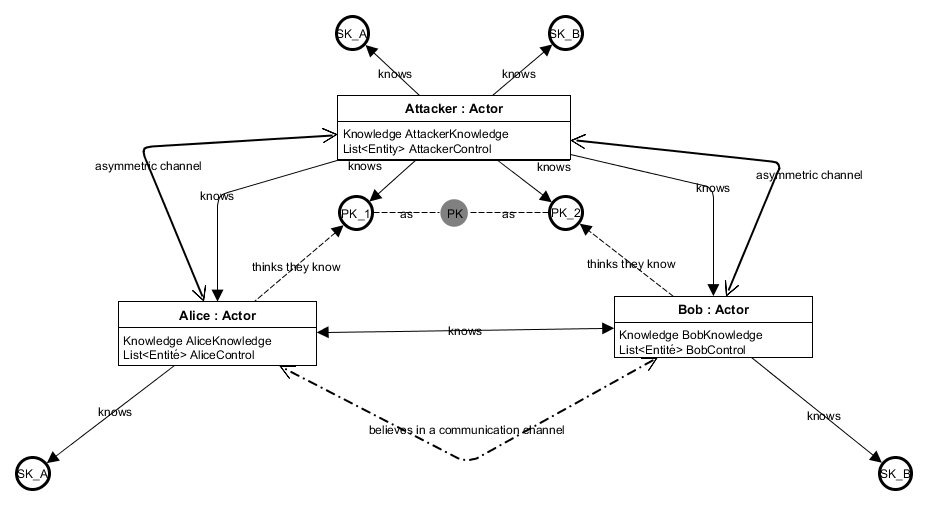 SK_A
SK_B
knows
knows
Attacker : Actor
Knowledge AttackerKnowledge
List<Entity> AttackerControl
asymmetric channel
knows
knows
asymmetric channel
knows
knows
PK_1
as
PK
as
PK_2
thinks they know
thinks they know
Alice : Actor
Knowledge AliceKnowledge
List<Entité> AliceControl
knows
Bob : Actor
Knowledge BobKnowledge
List<Entité> BobControl
knows
believes in a communication channel
knows
SK_A
SK_B